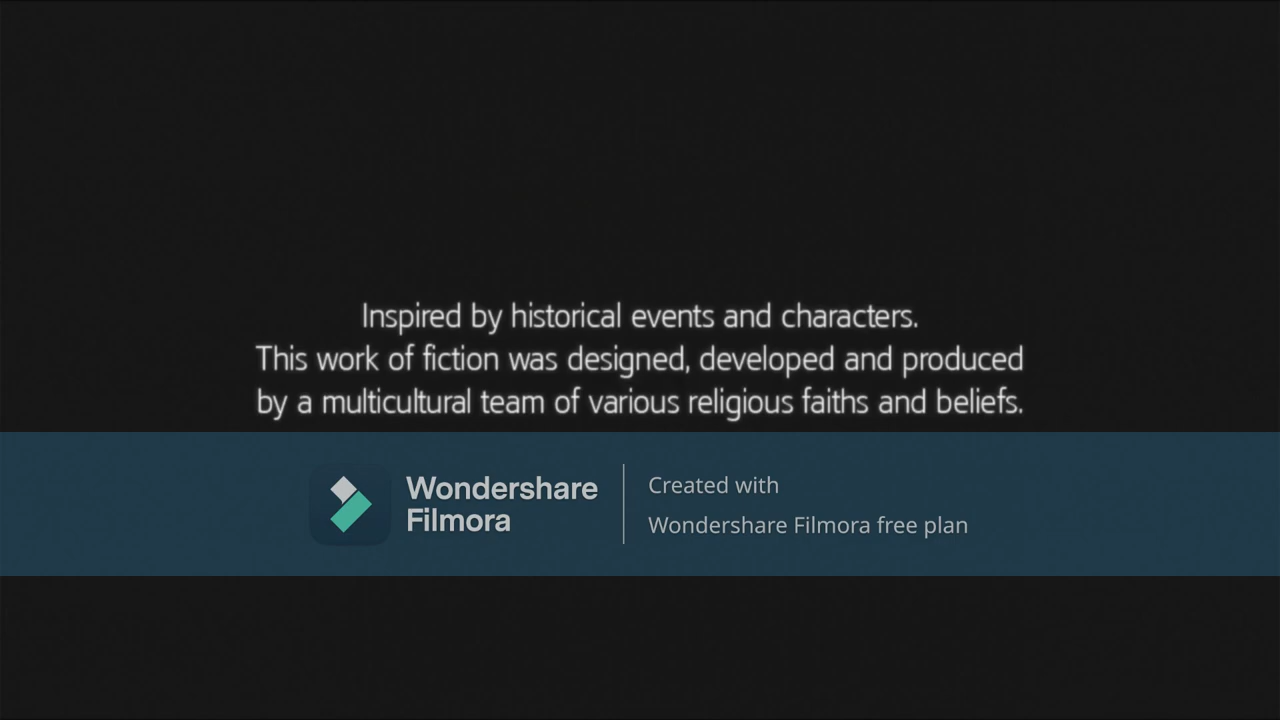 Inspired by historical events and characters.
This work of fiction was designed, developed and produced
by a multicultural team of various religious faiths and beliefs.
Wondershare
Filmora
Created with
Wondershare Filmora free plan